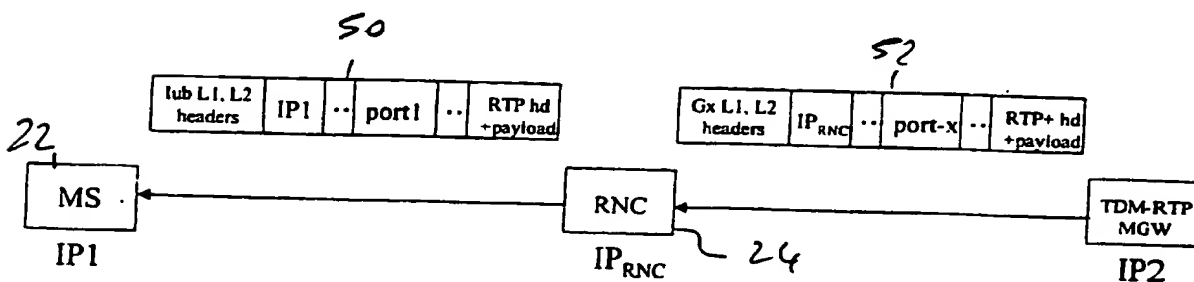 50
52
Iub L1, L2 headers IP1 ·· port1 ·· RTP hd +payload
Gx L1, L2 headers IPRNC ·· port-x ·· RTP+ hd +payload
22
MS
RNC
TDM-RTP MGW
IP1
IPRNC
24
IP2